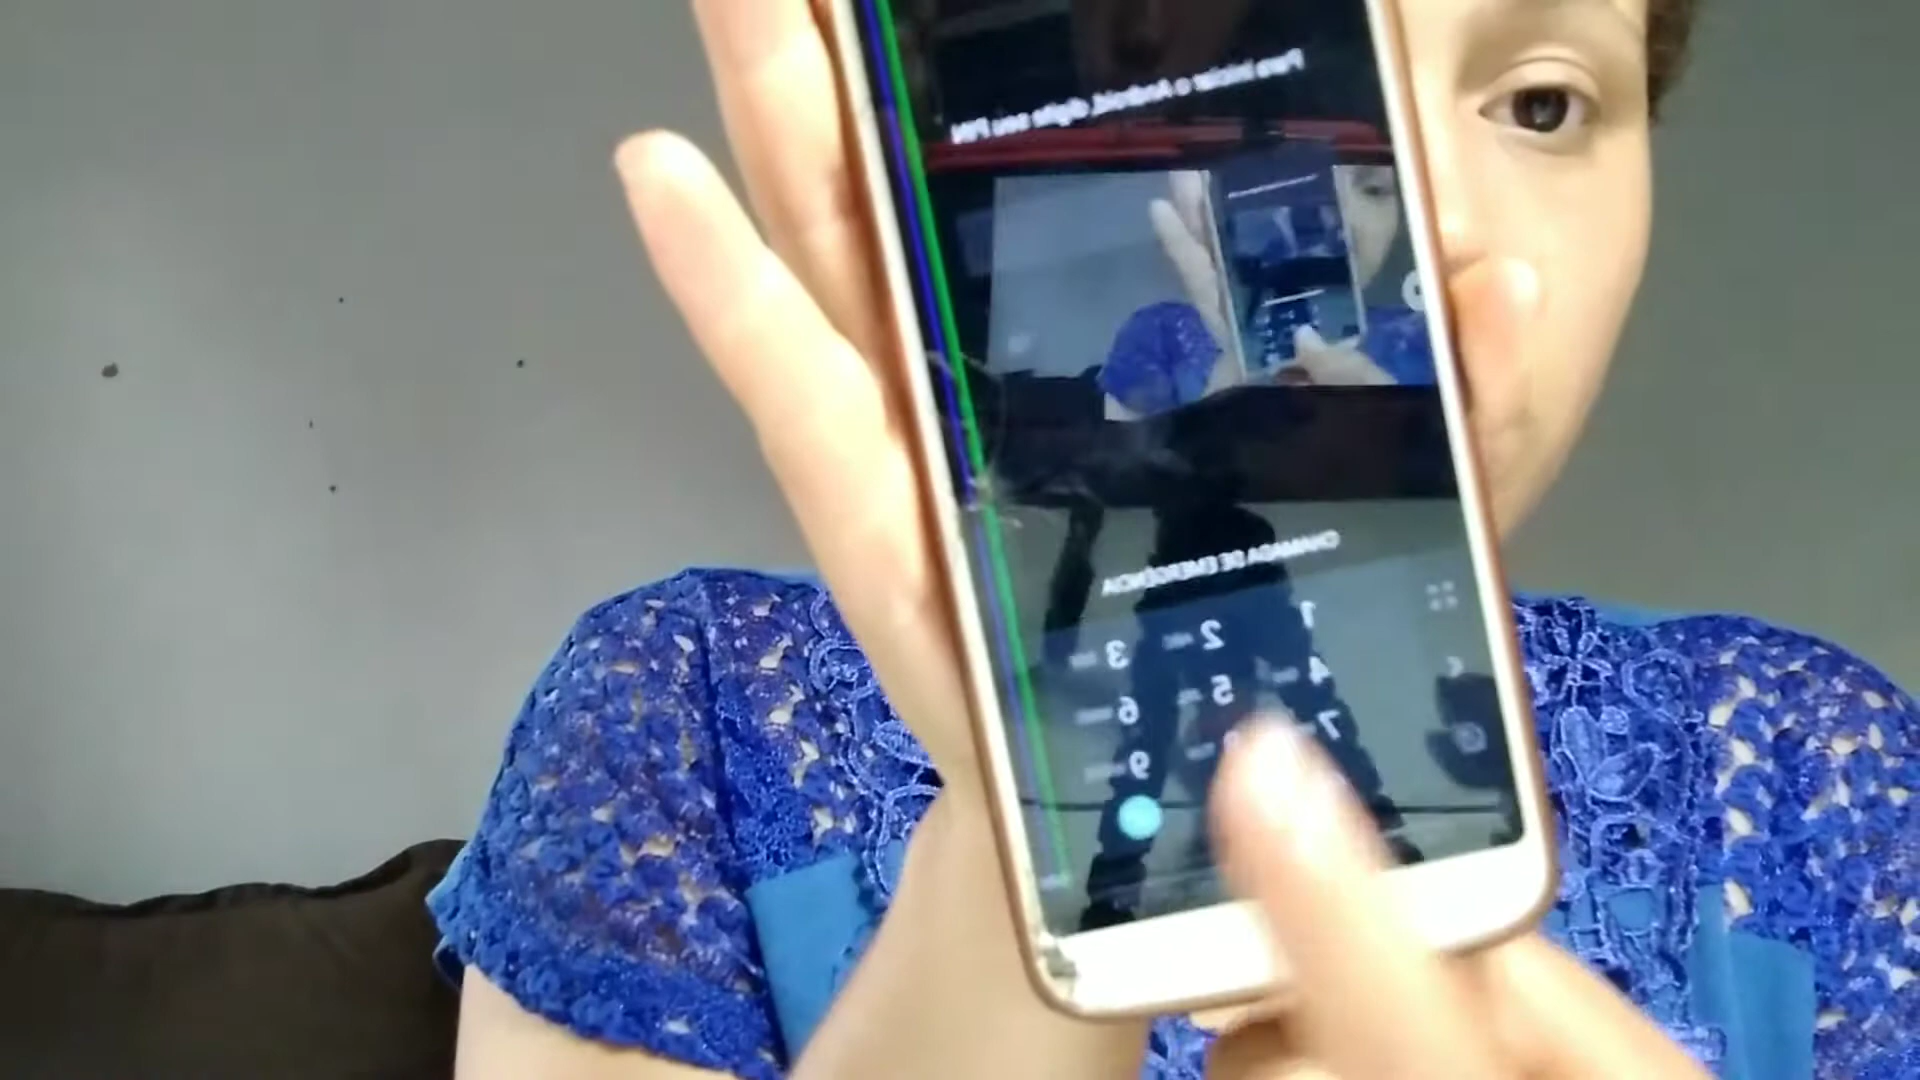 Para iniciar o Android, digite seu PIN
CHAMADA DE EMERGÊNCIA
1 2 3
4 5 6
7 9